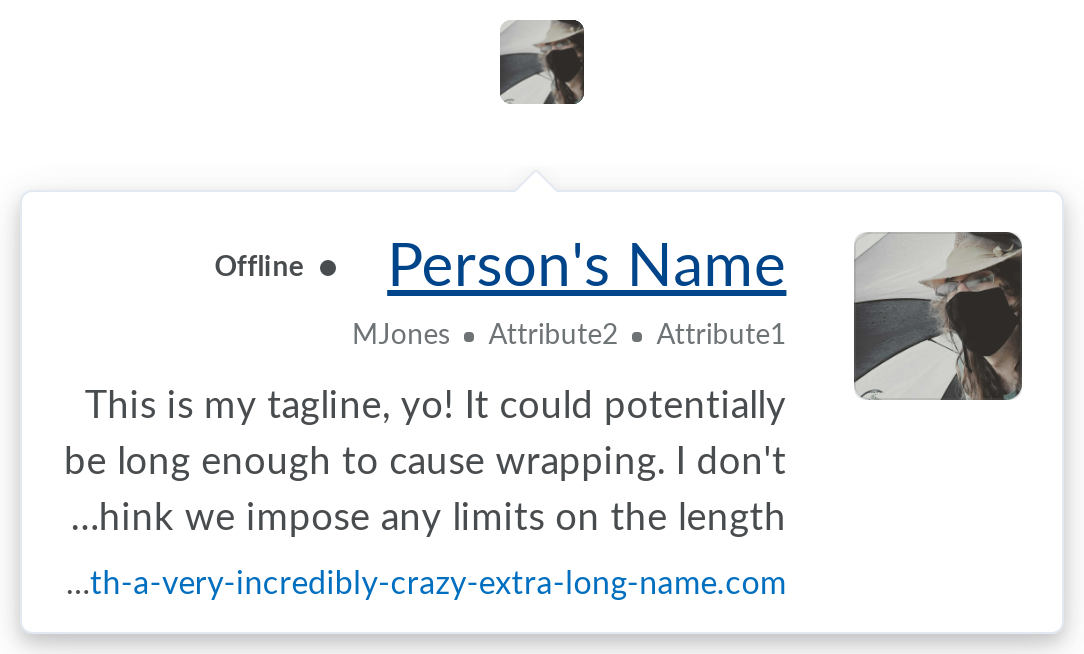 Person's Name
Offline
MJones • Attribute2 • Attribute1
This is my tagline, yo! It could potentially
be long enough to cause wrapping. I don't
...hink we impose any limits on the length
...th-a-very-incredibly-crazy-extra-long-name.com